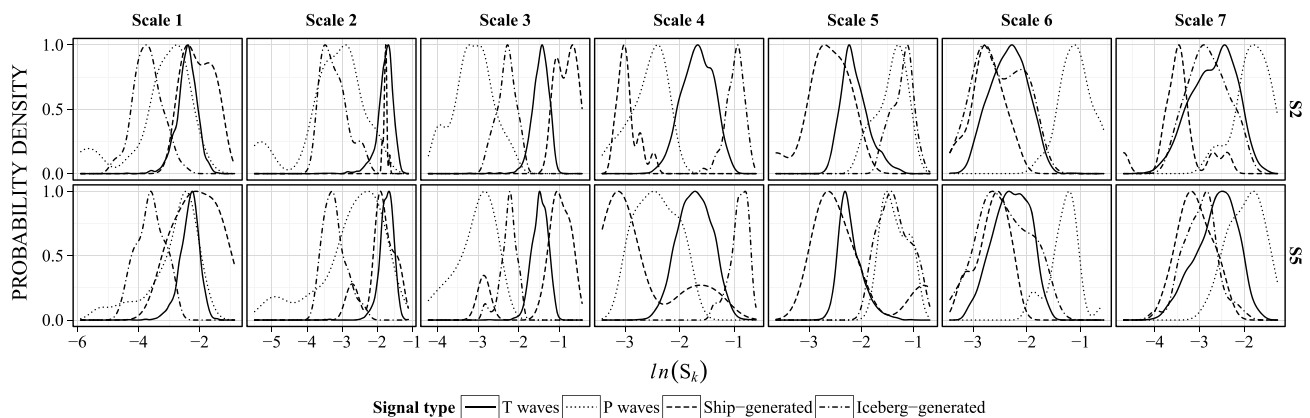 Scale 1 Scale 2 Scale 3 Scale 4 Scale 5 Scale 6 Scale 7
PROBABILITY DENSITY
1.0
0.5
0.0
S2
1.0
0.5
0.0
S5
−6 −4 −2 −5 −4 −3 −2 −1 −4 −3 −2 −1 −3 −2 −1 −4 −3 −2 −1 −3 −2 −1 −4 −3 −2
ln(Sk)
Signal type T waves P waves Ship−generated Iceberg−generated